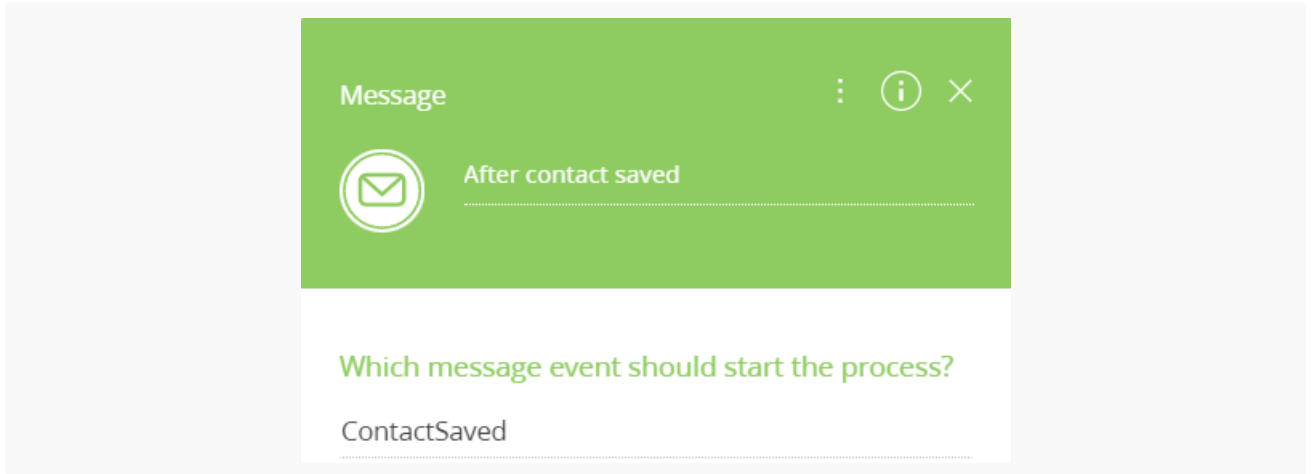 Message
After contact saved
Which message event should start the process?
ContactSaved